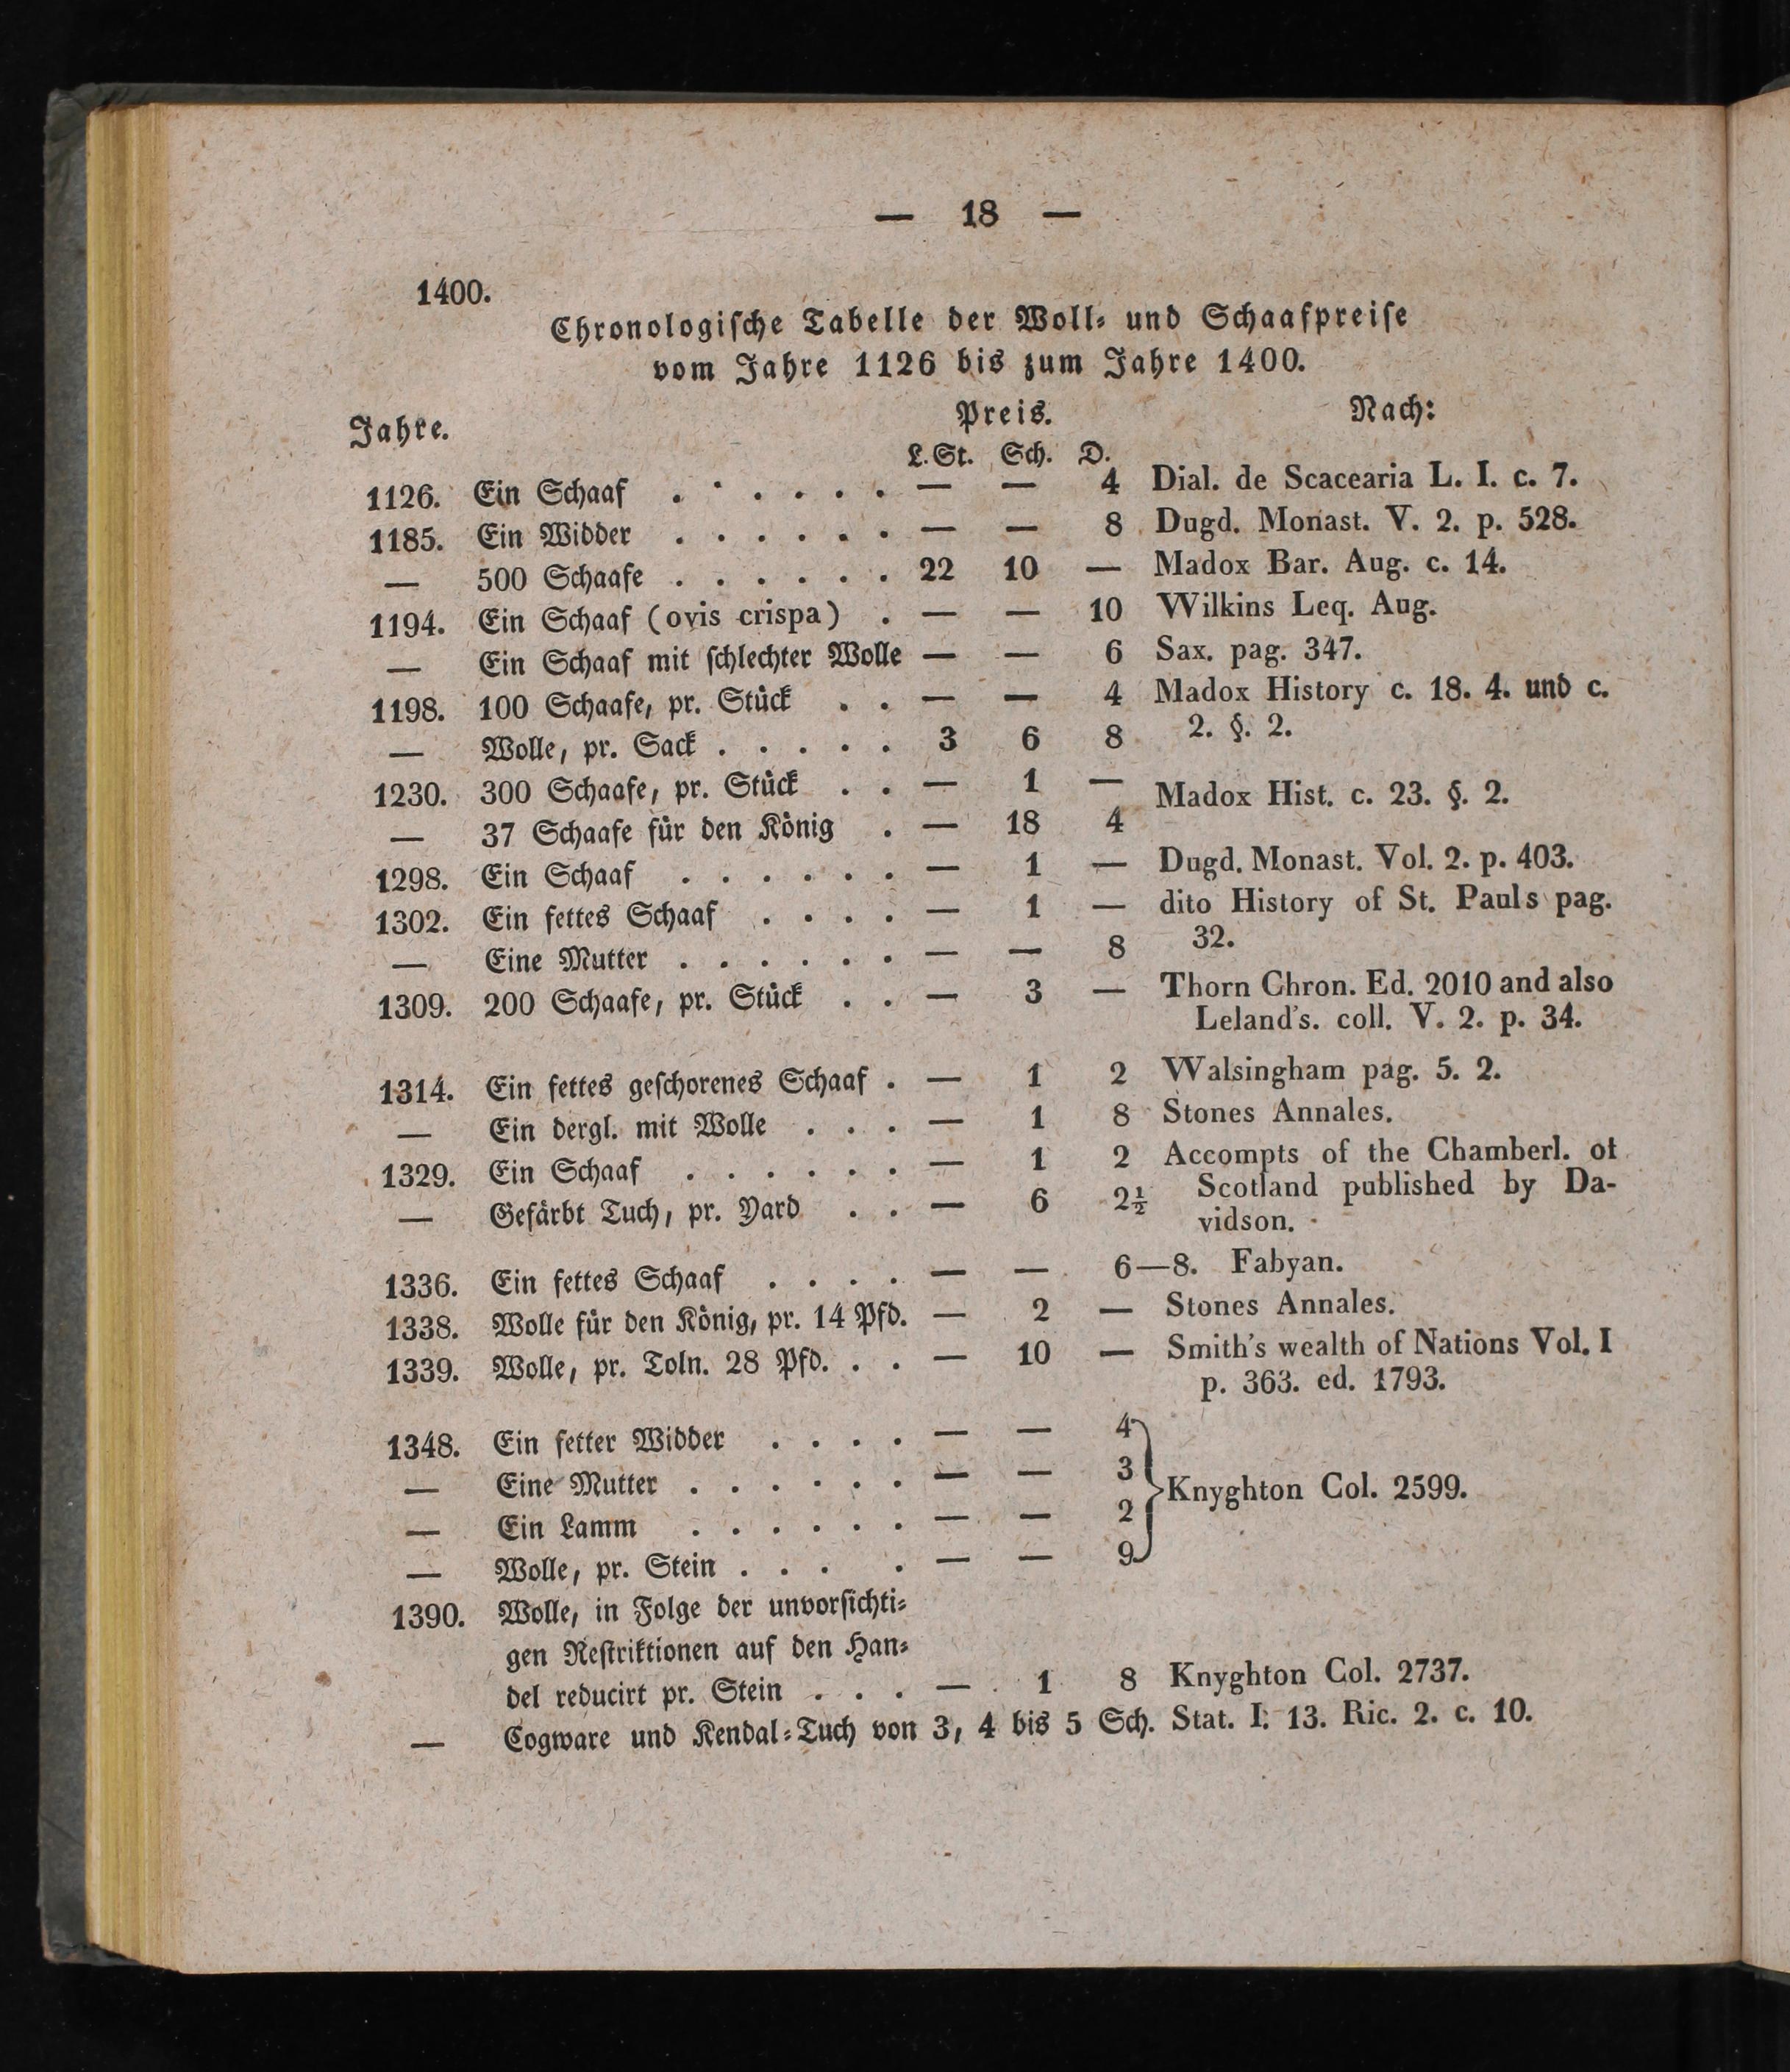 — 18 —
1400.
Chronologiſche Tabelle der Woll- und Schaafpreiſe
vom Jahre 1126 bis zum Jahre 1400.
Jahre. Preis. Nach:
L.St. Sch. D.
1126. Ein Schaaf . . . . . . — — 4 Dial. de Scacearia L. I. c. 7.
1185. Ein Widder . . . . . . — — 8 Dugd. Monast. V. 2. p. 528.
— 500 Schaafe . . . . . . 22 10 — Madox Bar. Aug. c. 14.
1194. Ein Schaaf (ovis crispa) . — — 10 Wilkins Leq. Aug.
— Ein Schaaf mit ſchlechter Wolle — — 6 Sax. pag. 347.
1198. 100 Schaafe, pr. Stück . . — — 4 Madox History c. 18. 4. und c.
— Wolle, pr. Sack . . . . . 3 6 8 2. §. 2.
1230. 300 Schaafe, pr. Stück . . — 1 — Madox Hist. c. 23. §. 2.
— 37 Schaafe für den König . — 18 4
1298. Ein Schaaf . . . . . . — 1 — Dugd. Monast. Vol. 2. p. 403.
1302. Ein fettes Schaaf . . . . — 1 — dito History of St. Pauls pag.
— Eine Mutter . . . . . . — — 8 32.
1309. 200 Schaafe, pr. Stück . . — 3 — Thorn Chron. Ed. 2010 and also
Leland's. coll. V. 2. p. 34.
1314. Ein fettes geſchorenes Schaaf . — 1 2 Walsingham pag. 5. 2.
— Ein dergl. mit Wolle . . . — 1 8 Stones Annales.
1329. Ein Schaaf . . . . . . — 1 2 Accompts of the Chamberl. of
— Gefärbt Tuch, pr. Yard . . — 6 2½ Scotland published by Da-
vidson.
1336. Ein fettes Schaaf . . . . — — 6—8. Fabyan.
1338. Wolle für den König, pr. 14 Pfd. — 2 — Stones Annales.
1339. Wolle, pr. Toln. 28 Pfd. . . — 10 — Smith's wealth of Nations Vol. I
p. 363. ed. 1793.
1348. Ein fetter Widder . . . . — — 4
— Eine Mutter . . . . . . — — 3
Knyghton Col. 2599.
— Ein Lamm . . . . . . — — 2
— Wolle, pr. Stein . . . . — — 9
1390. Wolle, in Folge der unvorſichti-
gen Reſtriktionen auf den Han-
del reducirt pr. Stein . . . — 1 8 Knyghton Col. 2737.
— Cogware und Kendal-Tuch von 3, 4 bis 5 Sch. Stat. I. 13. Ric. 2. c. 10.